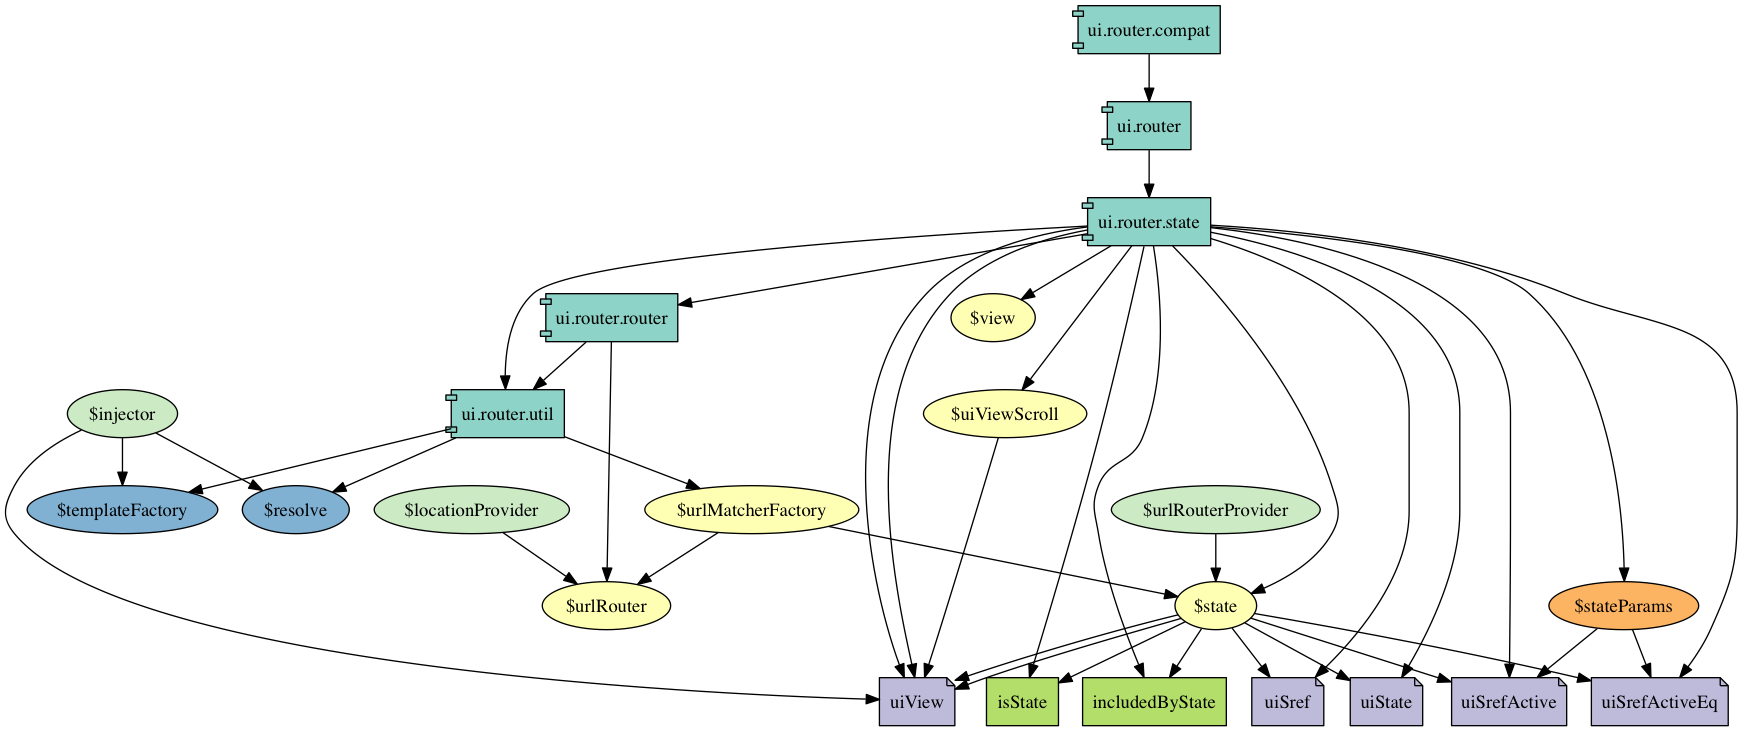 ui.router.compat
ui.router
ui.router.state
ui.router.router
$view
$injector
ui.router.util
$uiViewScroll
$templateFactory
$resolve
$locationProvider
$urlMatcherFactory
$urlRouterProvider
$urlRouter
$state
$stateParams
uiView
isState
includedByState
uiSref
uiState
uiSrefActive
uiSrefActiveEq